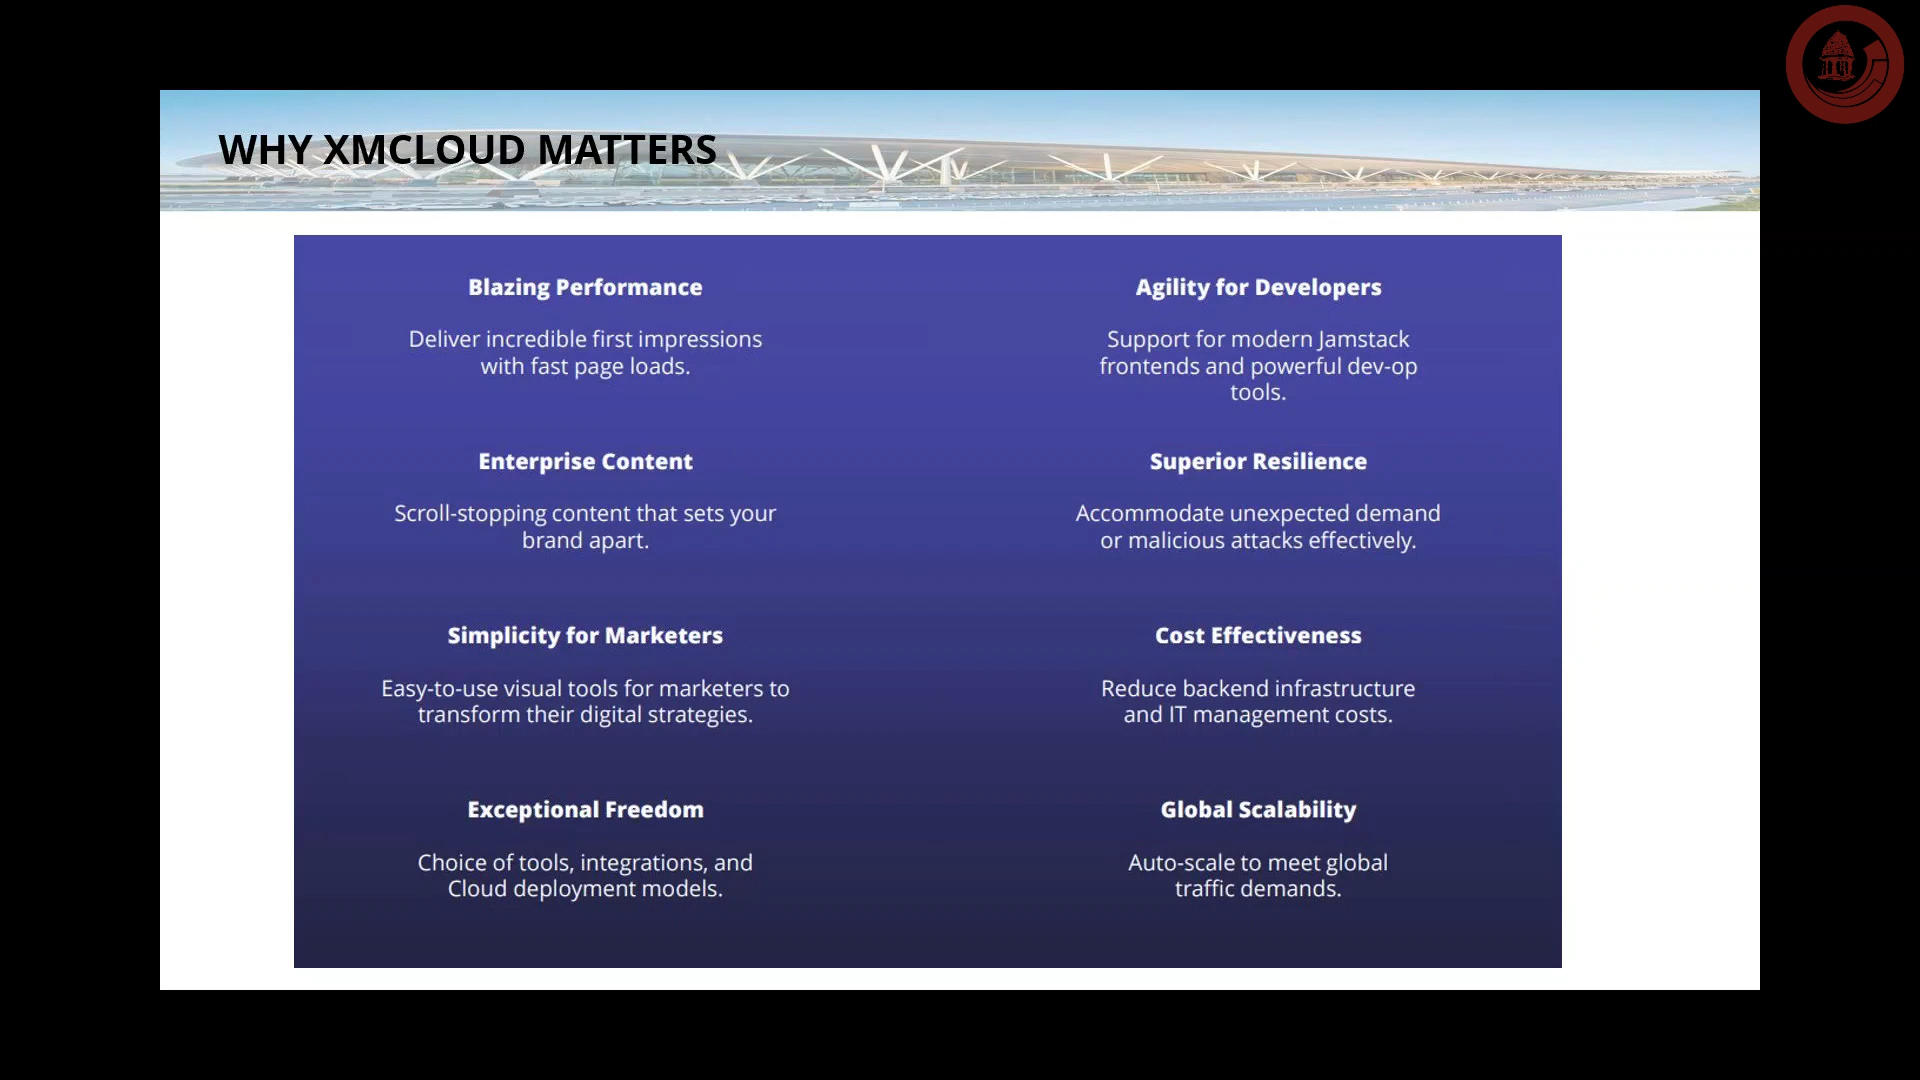 WHY XMCLOUD MATTERS
Blazing Performance
Deliver incredible first impressions
with fast page loads.
Agility for Developers
Support for modern Jamstack
frontends and powerful dev-op
tools.
Enterprise Content
Scroll-stopping content that sets your
brand apart.
Superior Resilience
Accommodate unexpected demand
or malicious attacks effectively.
Simplicity for Marketers
Easy-to-use visual tools for marketers to
transform their digital strategies.
Cost Effectiveness
Reduce backend infrastructure
and IT management costs.
Exceptional Freedom
Choice of tools, integrations, and
Cloud deployment models.
Global Scalability
Auto-scale to meet global
traffic demands.